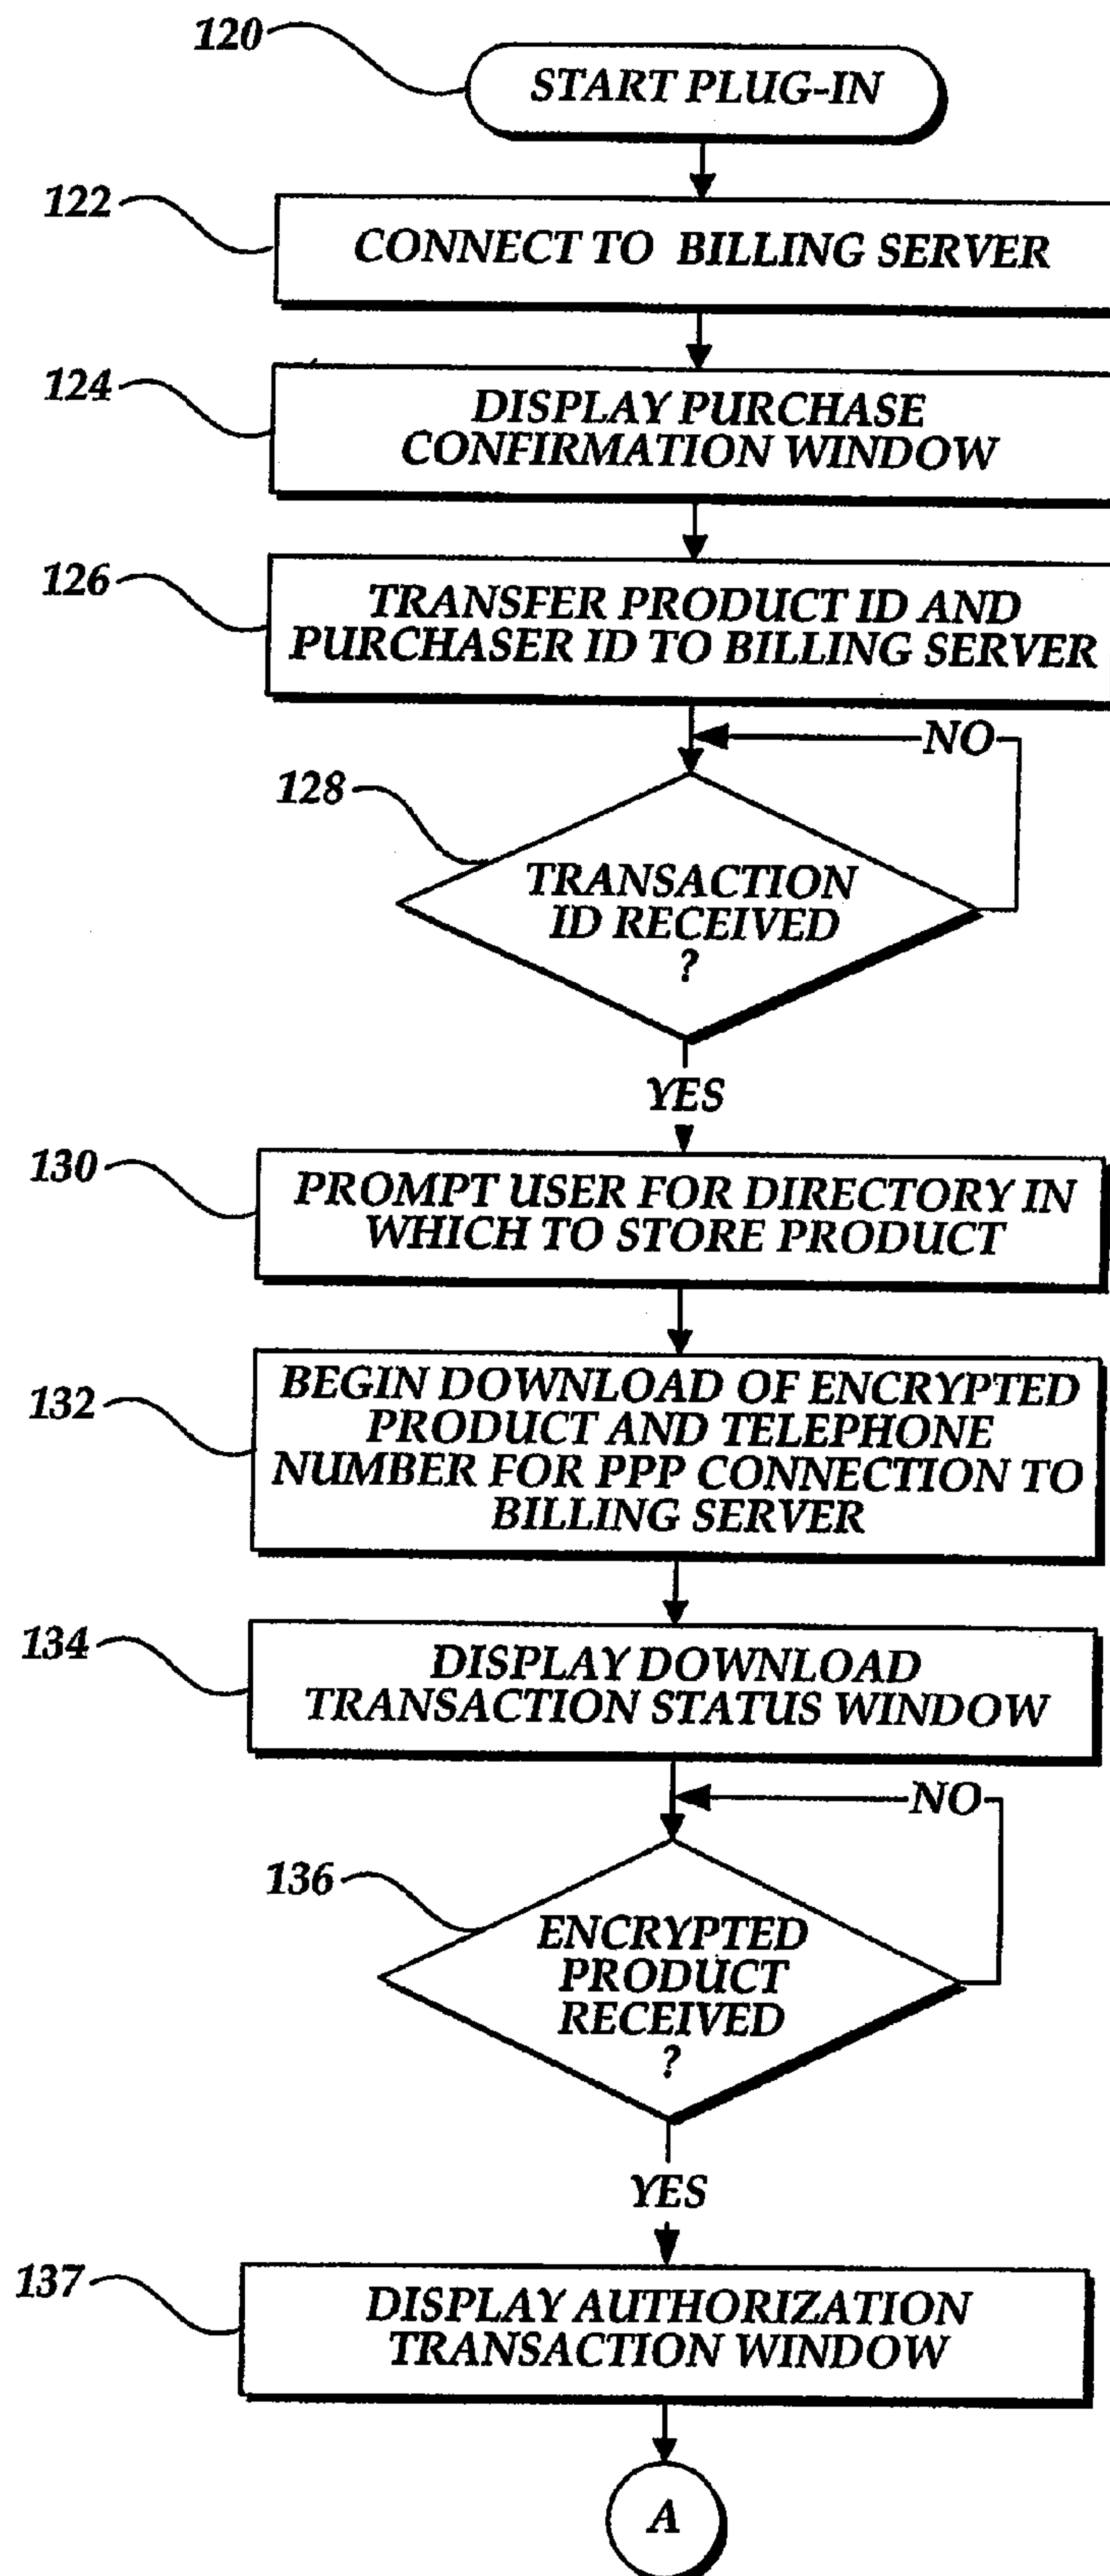 120
START PLUG-IN
122
CONNECT TO BILLING SERVER
124
DISPLAY PURCHASE
CONFIRMATION WINDOW
126
TRANSFER PRODUCT ID AND
PURCHASER ID TO BILLING SERVER
NO
128
TRANSACTION
ID RECEIVED
?
YES
130
PROMPT USER FOR DIRECTORY IN
WHICH TO STORE PRODUCT
132
BEGIN DOWNLOAD OF ENCRYPTED
PRODUCT AND TELEPHONE
NUMBER FOR PPP CONNECTION TO
BILLING SERVER
134
DISPLAY DOWNLOAD
TRANSACTION STATUS WINDOW
NO
136
ENCRYPTED
PRODUCT
RECEIVED
?
YES
137
DISPLAY AUTHORIZATION
TRANSACTION WINDOW
A